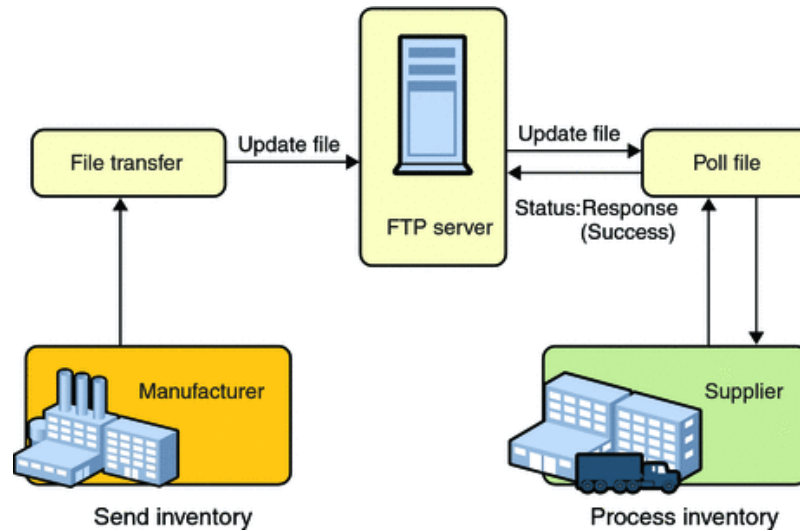 File transfer
Update file
FTP server
Update file
Status:Response
(Success)
Poll file
Manufacturer
Send inventory
Supplier
Process inventory